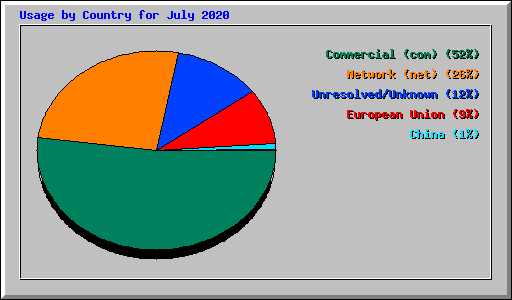 Usage by Country for July 2020
Commercial (com) (52%)
Network (net) (26%)
Unresolved/Unknown (12%)
European Union (9%)
China (1%)